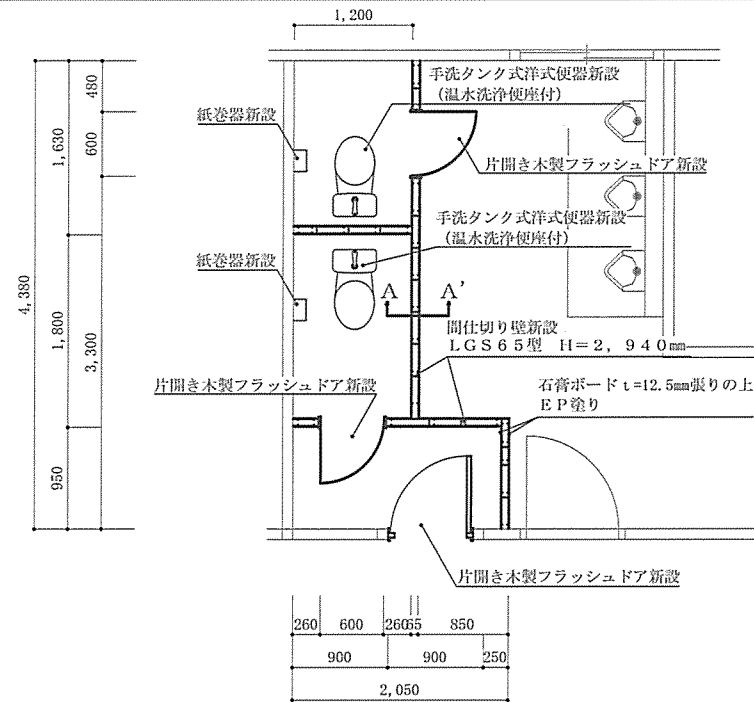 1,200
手洗タンク式洋式便器新設
(温水洗浄便座付)
紙巻器新設
片開き木製フラッシュドア新設
手洗タンク式洋式便器新設
(温水洗浄便座付)
紙巻器新設
A A'
間仕切り壁新設
LGS65型 H=2,940mm
片開き木製フラッシュドア新設
石膏ボードt=12.5mm張りの上
EP塗り
片開き木製フラッシュドア新設
480
600
1,630
4,380
1,800
3,300
950
260 600 260 65 850
900 900 250
2,050